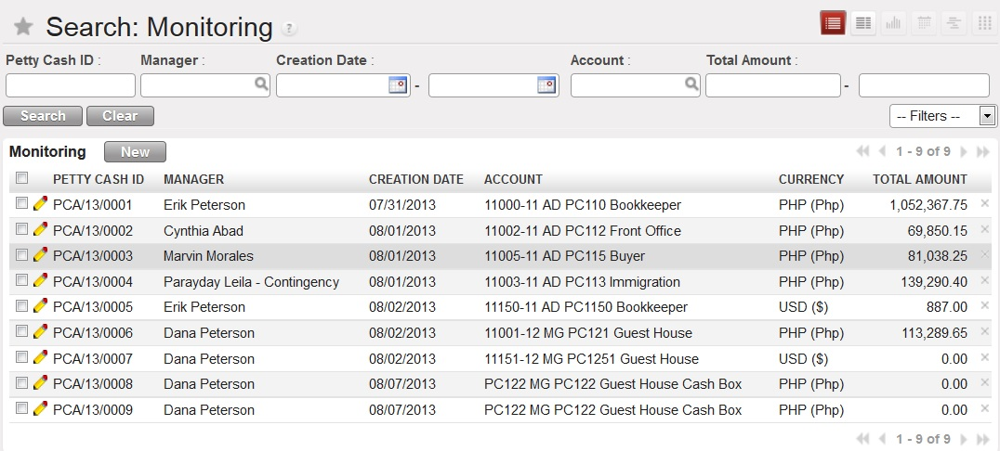 Search: Monitoring ?
Petty Cash ID : Manager : Creation Date : Account : Total Amount :
- -
Search Clear -- Filters --
Monitoring New 1 - 9 of 9
PETTY CASH ID MANAGER CREATION DATE ACCOUNT CURRENCY TOTAL AMOUNT
PCA/13/0001 Erik Peterson 07/31/2013 11000-11 AD PC110 Bookkeeper PHP (Php) 1,052,367.75
PCA/13/0002 Cynthia Abad 08/01/2013 11002-11 AD PC112 Front Office PHP (Php) 69,850.15
PCA/13/0003 Marvin Morales 08/01/2013 11005-11 AD PC115 Buyer PHP (Php) 81,038.25
PCA/13/0004 Parayday Leila - Contingency 08/01/2013 11003-11 AD PC113 Immigration PHP (Php) 139,290.40
PCA/13/0005 Erik Peterson 08/02/2013 11150-11 AD PC1150 Bookkeeper USD ($) 887.00
PCA/13/0006 Dana Peterson 08/02/2013 11001-12 MG PC121 Guest House PHP (Php) 113,289.65
PCA/13/0007 Dana Peterson 08/02/2013 11151-12 MG PC1251 Guest House USD ($) 0.00
PCA/13/0008 Dana Peterson 08/07/2013 PC122 MG PC122 Guest House Cash Box PHP (Php) 0.00
PCA/13/0009 Dana Peterson 08/07/2013 PC122 MG PC122 Guest House Cash Box PHP (Php) 0.00
1 - 9 of 9